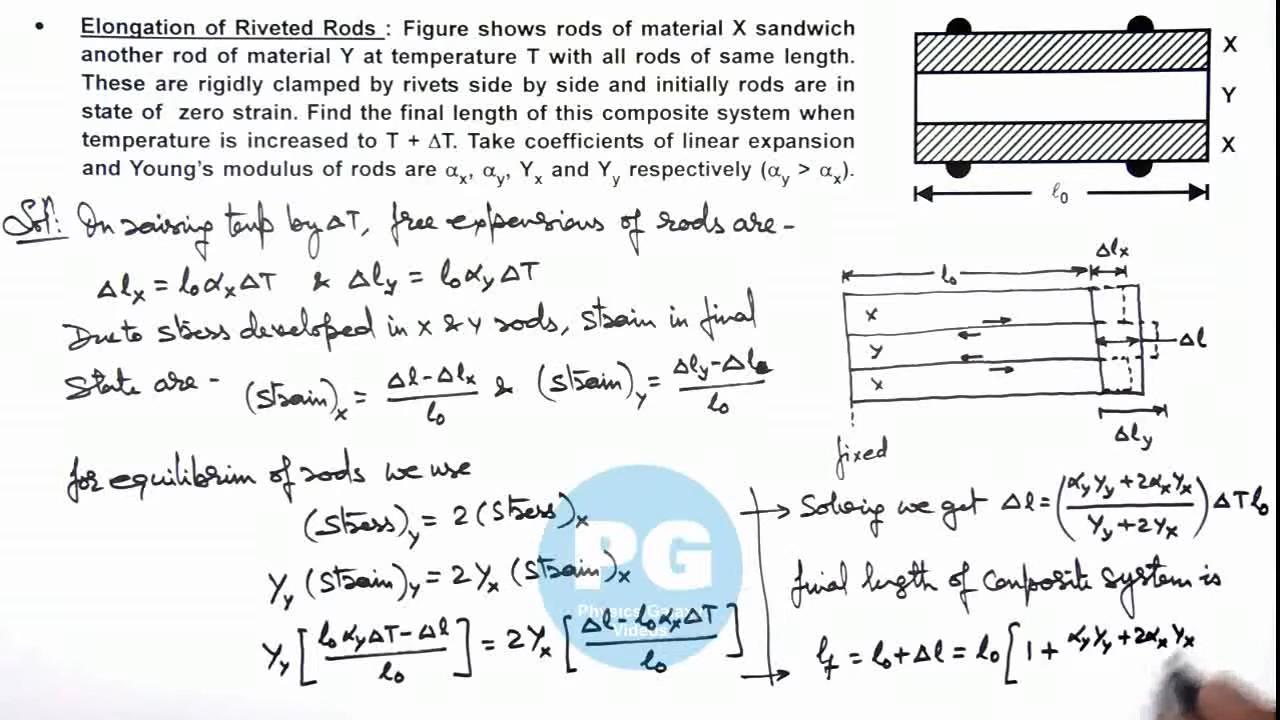 • Elongation of Riveted Rods : Figure shows rods of material X sandwich
another rod of material Y at temperature T with all rods of same length.
These are rigidly clamped by rivets side by side and initially rods are in
state of zero strain. Find the final length of this composite system when
temperature is increased to T + ΔT. Take coefficients of linear expansion
and Young's modulus of rods are αx, αy, Yx and Yy respectively (αy > αx).
X
Y
X
l₀
Solⁿ: On raising temp by ΔT, free expensions of rods are -
Δlx = l₀αxΔT & Δly = l₀αyΔT
Due to stress developed in X & Y rods, strain in final
state are - (strain)x = (Δl - Δlx)/l₀ & (strain)y = (Δly - Δl)/l₀
l₀
Δlx
x
y
x
Δl
Δly
fixed
for equilibrim of rods we use
(stress)y = 2 (stress)x
Yy (strain)y = 2Yx (strain)x
Yy [(l₀αyΔT - Δl)/l₀] = 2Yx [(Δl - l₀αxΔT)/l₀]
Solving we get Δl = ((αyYy + 2αxYx)/(Yy + 2Yx)) ΔT l₀
final length of composite system is
lf = l₀ + Δl = l₀ [1 + αyYy + 2αxYx
PG
Physics Galaxy
Videos